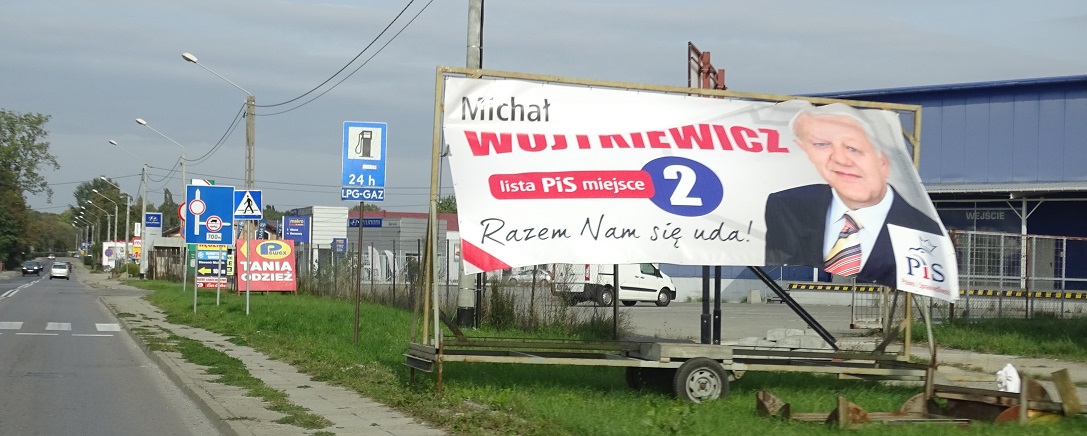 Michał
WOJTKIEWICZ
lista PiS miejsce 2
Razem Nam się uda!
PiS
24 h
LPG-GAZ
TANIA
ODZIEŻ
WEJŚCIE